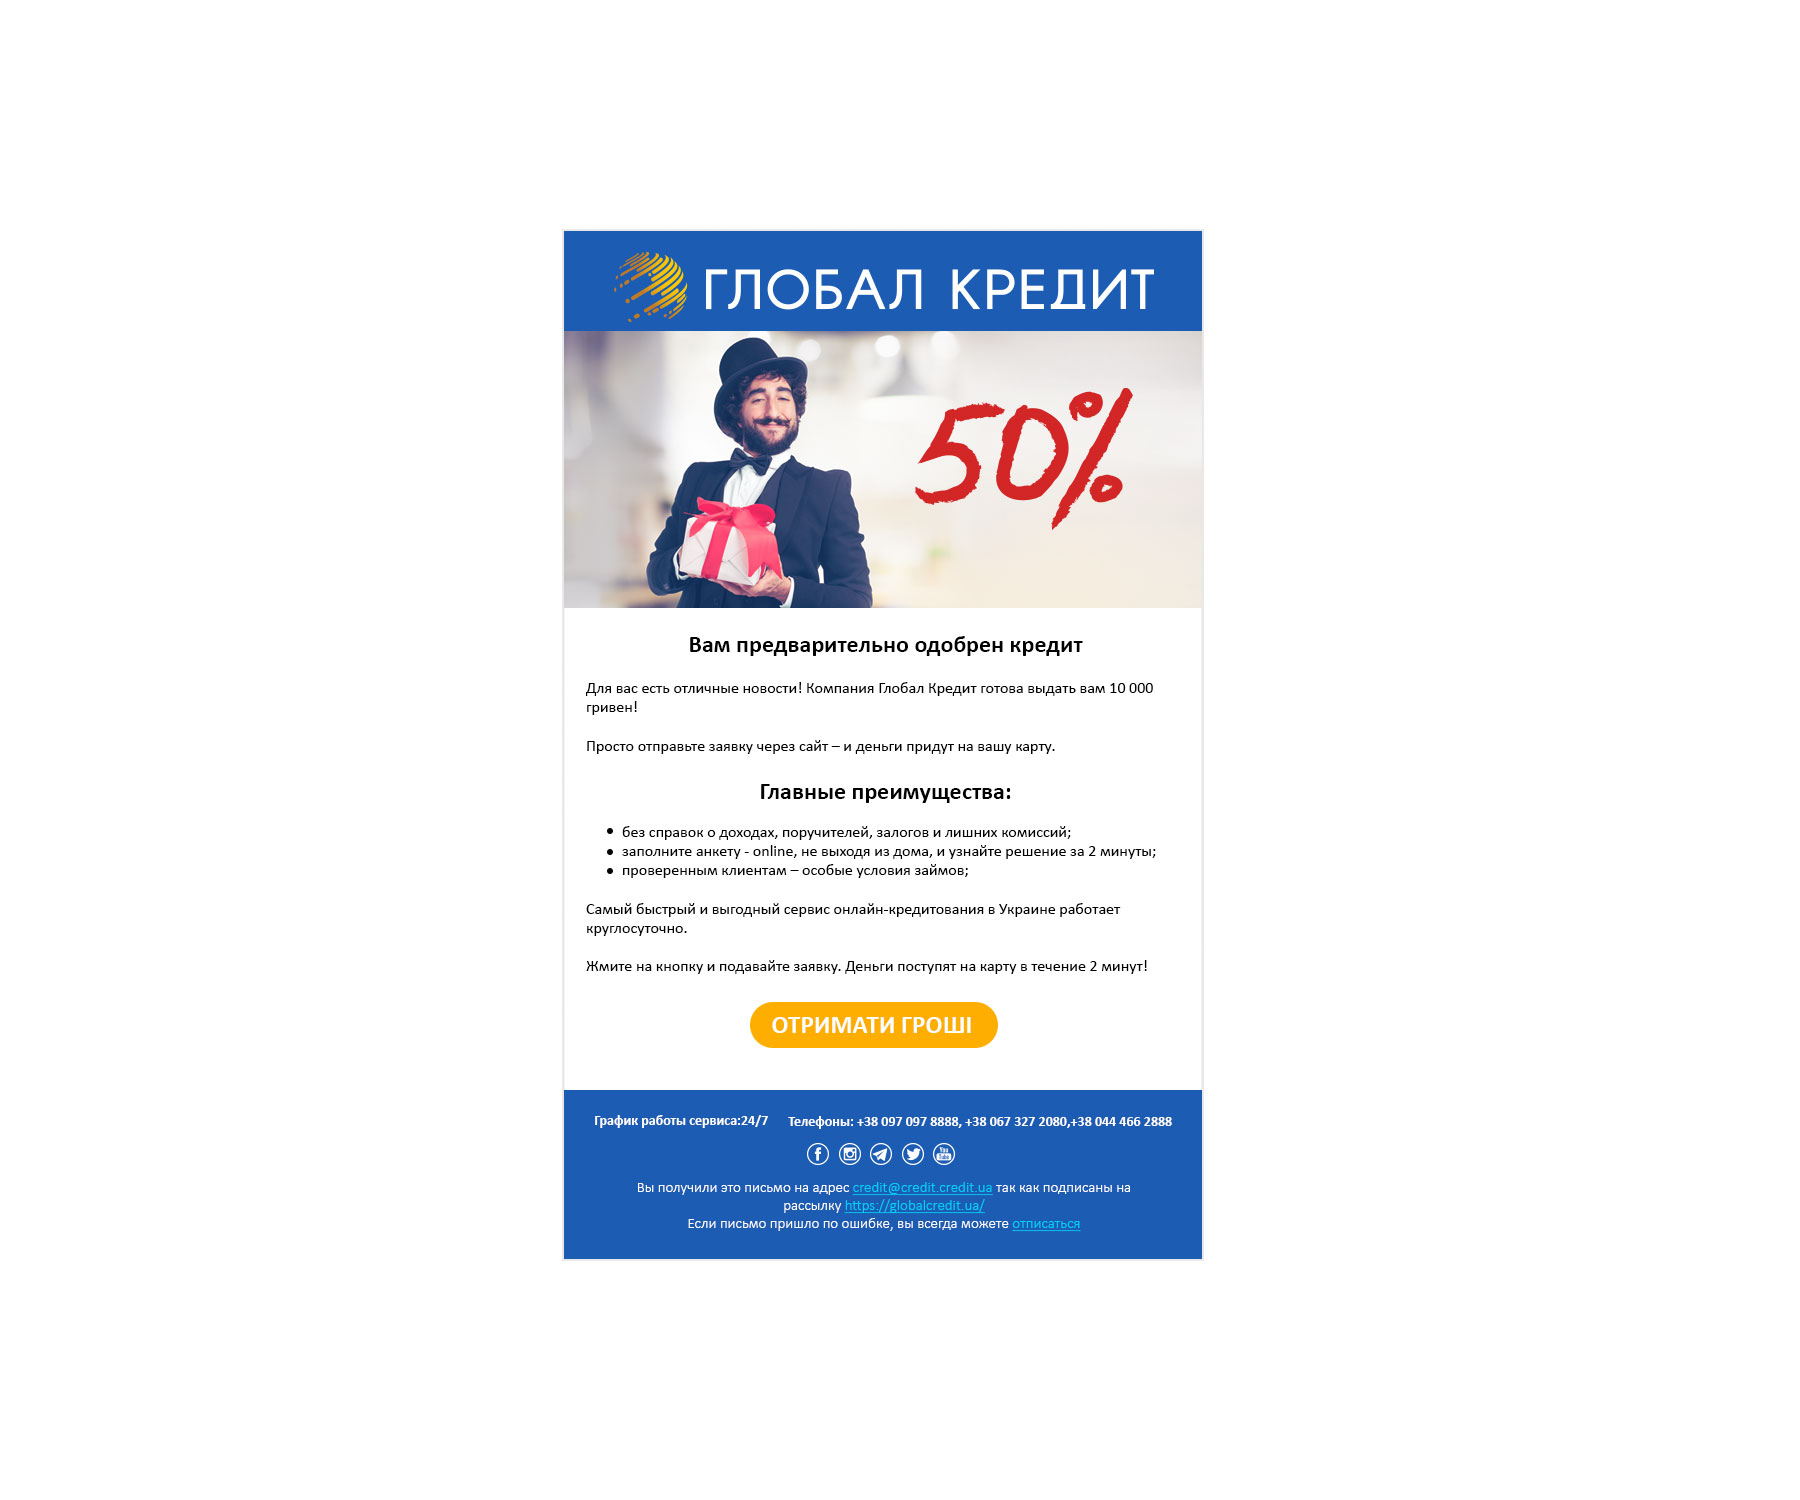 ГЛОБАЛ КРЕДИТ
50%
Вам предварительно одобрен кредит
Для вас есть отличные новости! Компания Глобал Кредит готова выдать вам 10 000
гривен!
Просто отправьте заявку через сайт – и деньги придут на вашу карту.
Главные преимущества:
• без справок о доходах, поручителей, залогов и лишних комиссий;
• заполните анкету - online, не выходя из дома, и узнайте решение за 2 минуты;
• проверенным клиентам – особые условия займов;
Самый быстрый и выгодный сервис онлайн-кредитования в Украине работает
круглосуточно.
Жмите на кнопку и подавайте заявку. Деньги поступят на карту в течение 2 минут!
ОТРИМАТИ ГРОШІ
График работы сервиса:24/7 Телефоны: +38 097 097 8888, +38 067 327 2080,+38 044 466 2888
You Tube
Вы получили это письмо на адрес credit@credit.credit.ua так как подписаны на
рассылку https://globalcredit.ua/
Если письмо пришло по ошибке, вы всегда можете отписаться